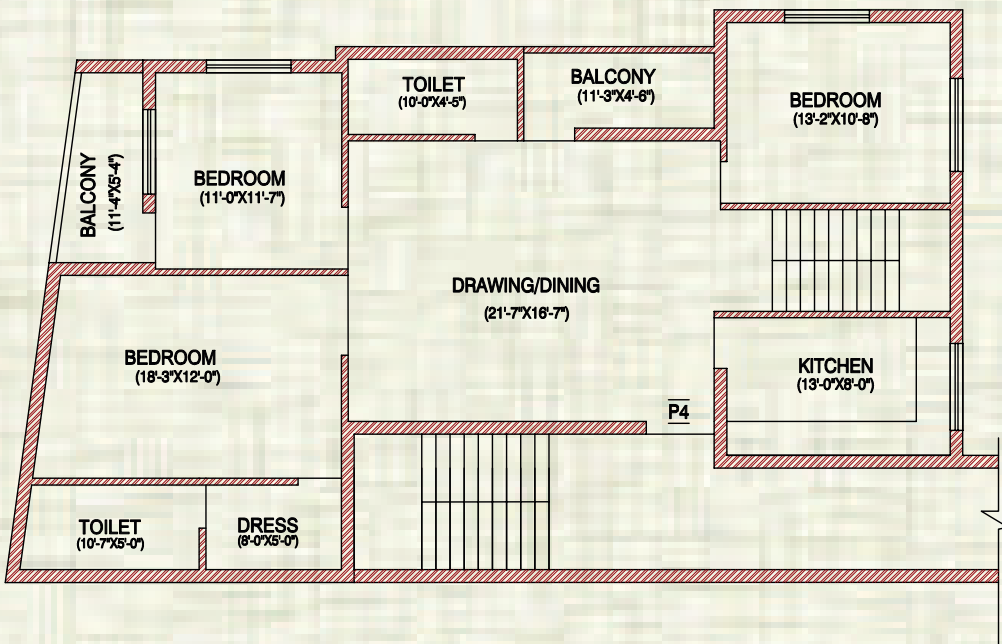 TOILET
(10'-0"X4'-5")
BALCONY
(11'-3"X4'-6")
BEDROOM
(13'-2"X10'-8")
BALCONY
(11'-4"X5'-4")
BEDROOM
(11'-0"X11'-7")
DRAWING/DINING
(21'-7"X16'-7")
BEDROOM
(18'-3"X12'-0")
KITCHEN
(13'-0"X8'-0")
P4
TOILET
(10'-7"X5'-0")
DRESS
(8'-0"X5'-0")